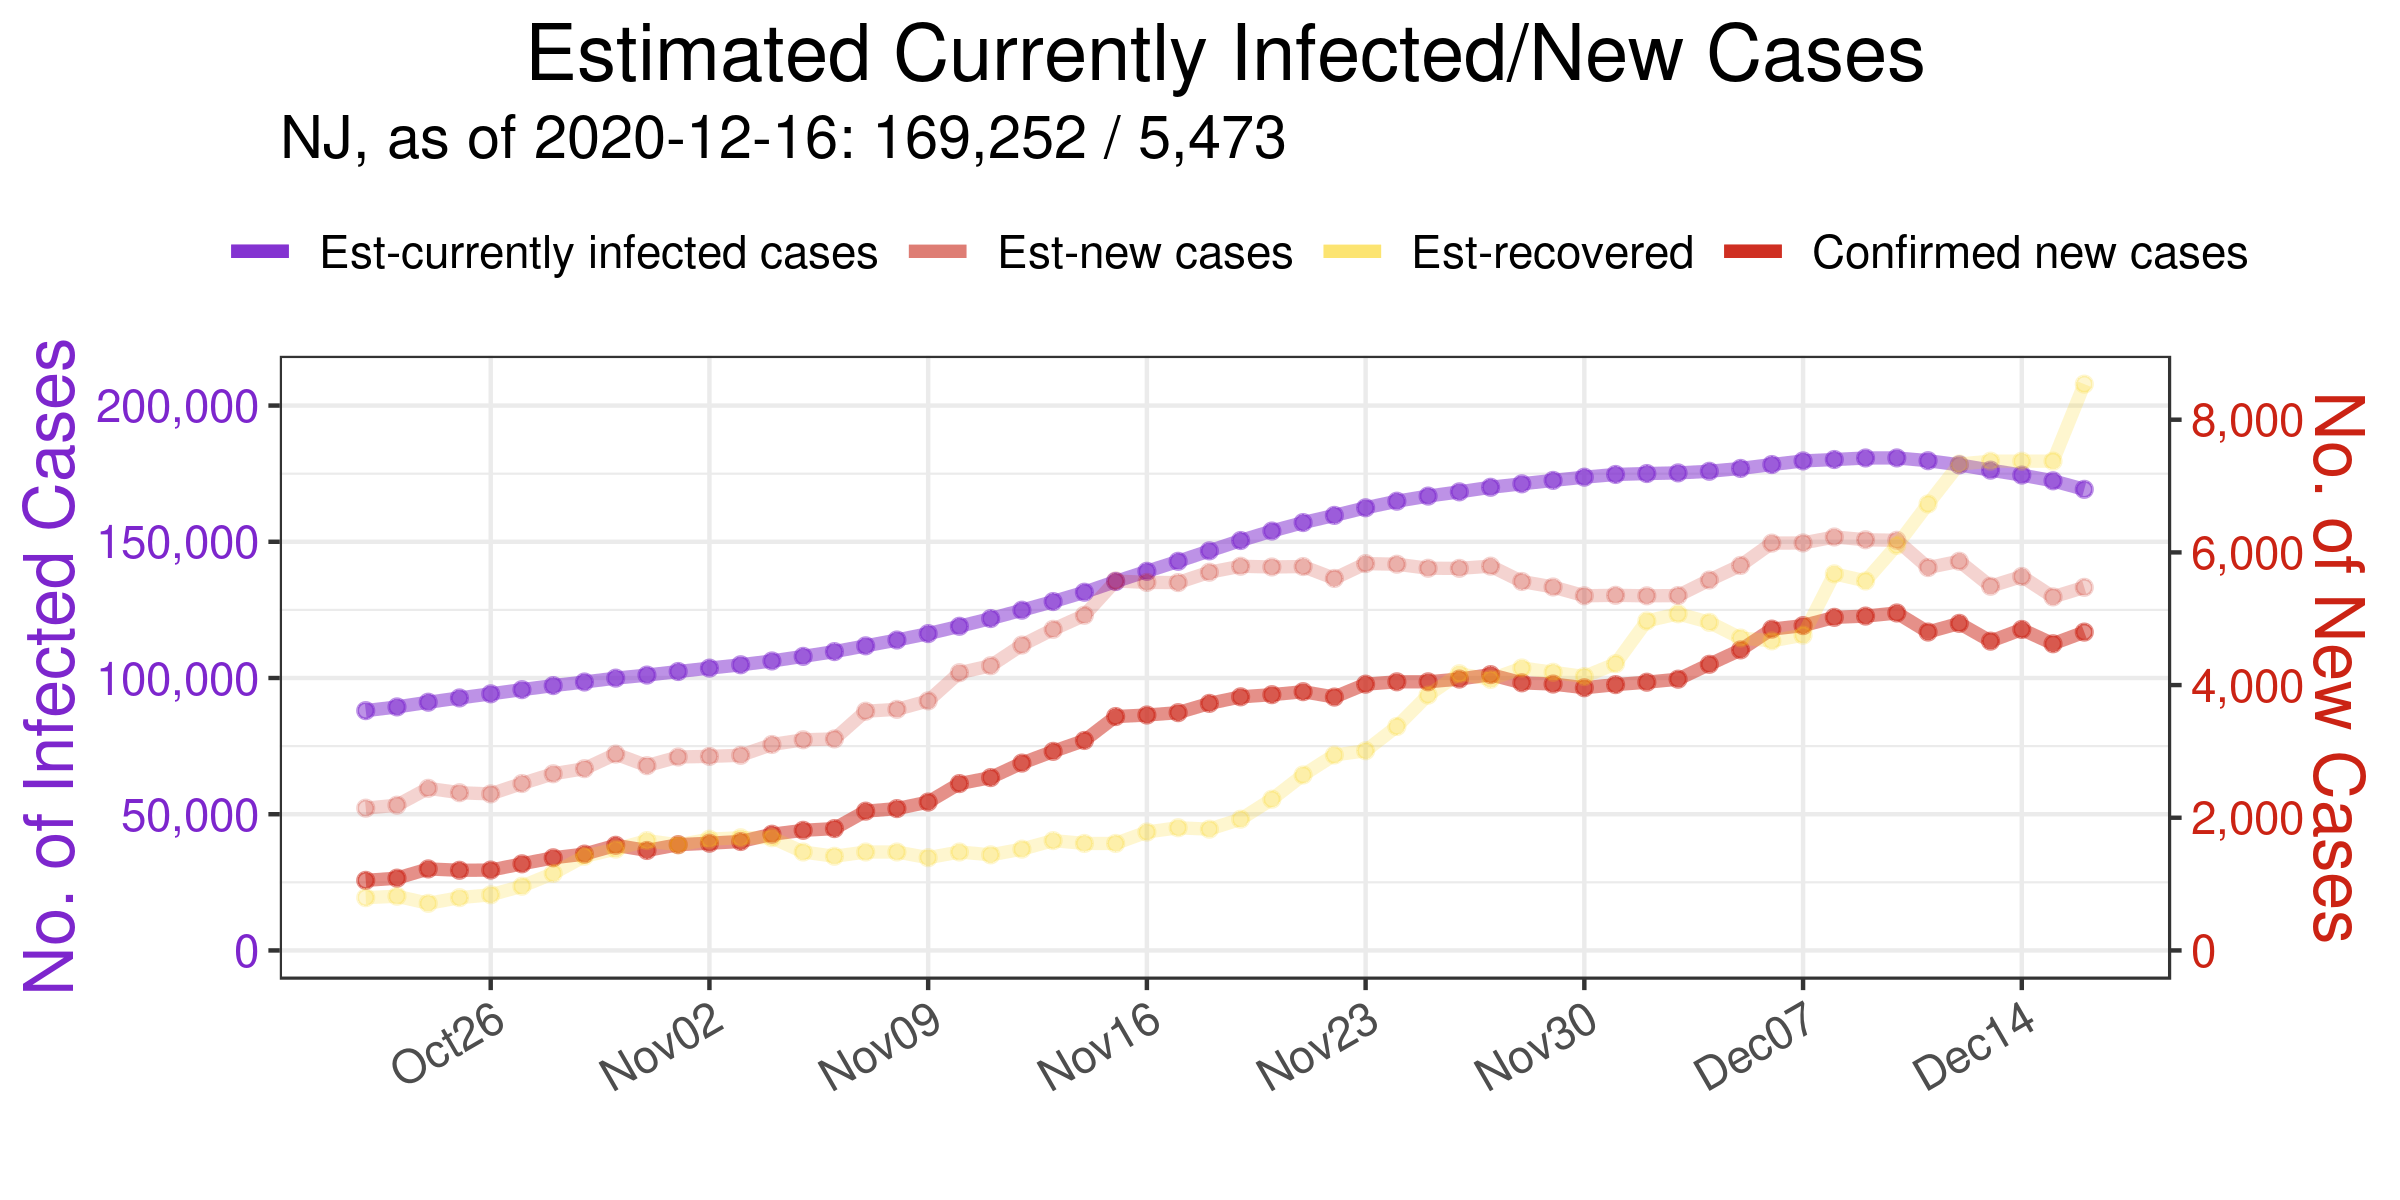 Estimated Currently Infected/New Cases
NJ, as of 2020-12-16: 169,252 / 5,473
Est-currently infected cases Est-new cases Est-recovered Confirmed new cases
No. of Infected Cases
200,000
150,000
100,000
50,000
0
8,000
6,000
4,000
2,000
0
No. of New Cases
Oct26 Nov02 Nov09 Nov16 Nov23 Nov30 Dec07 Dec14